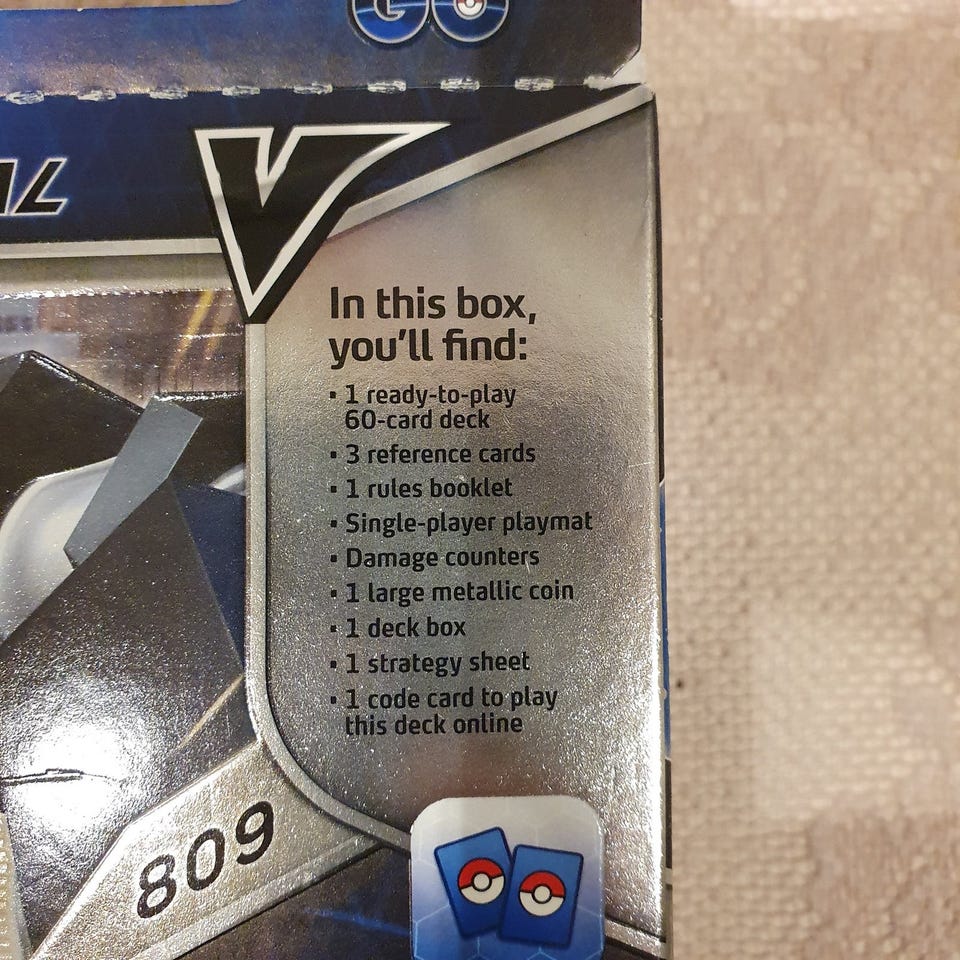 GO
AL
V
In this box,
you'll find:
▪ 1 ready-to-play
60-card deck
▪ 3 reference cards
▪ 1 rules booklet
▪ Single-player playmat
▪ Damage counters
▪ 1 large metallic coin
▪ 1 deck box
▪ 1 strategy sheet
▪ 1 code card to play
this deck online
809